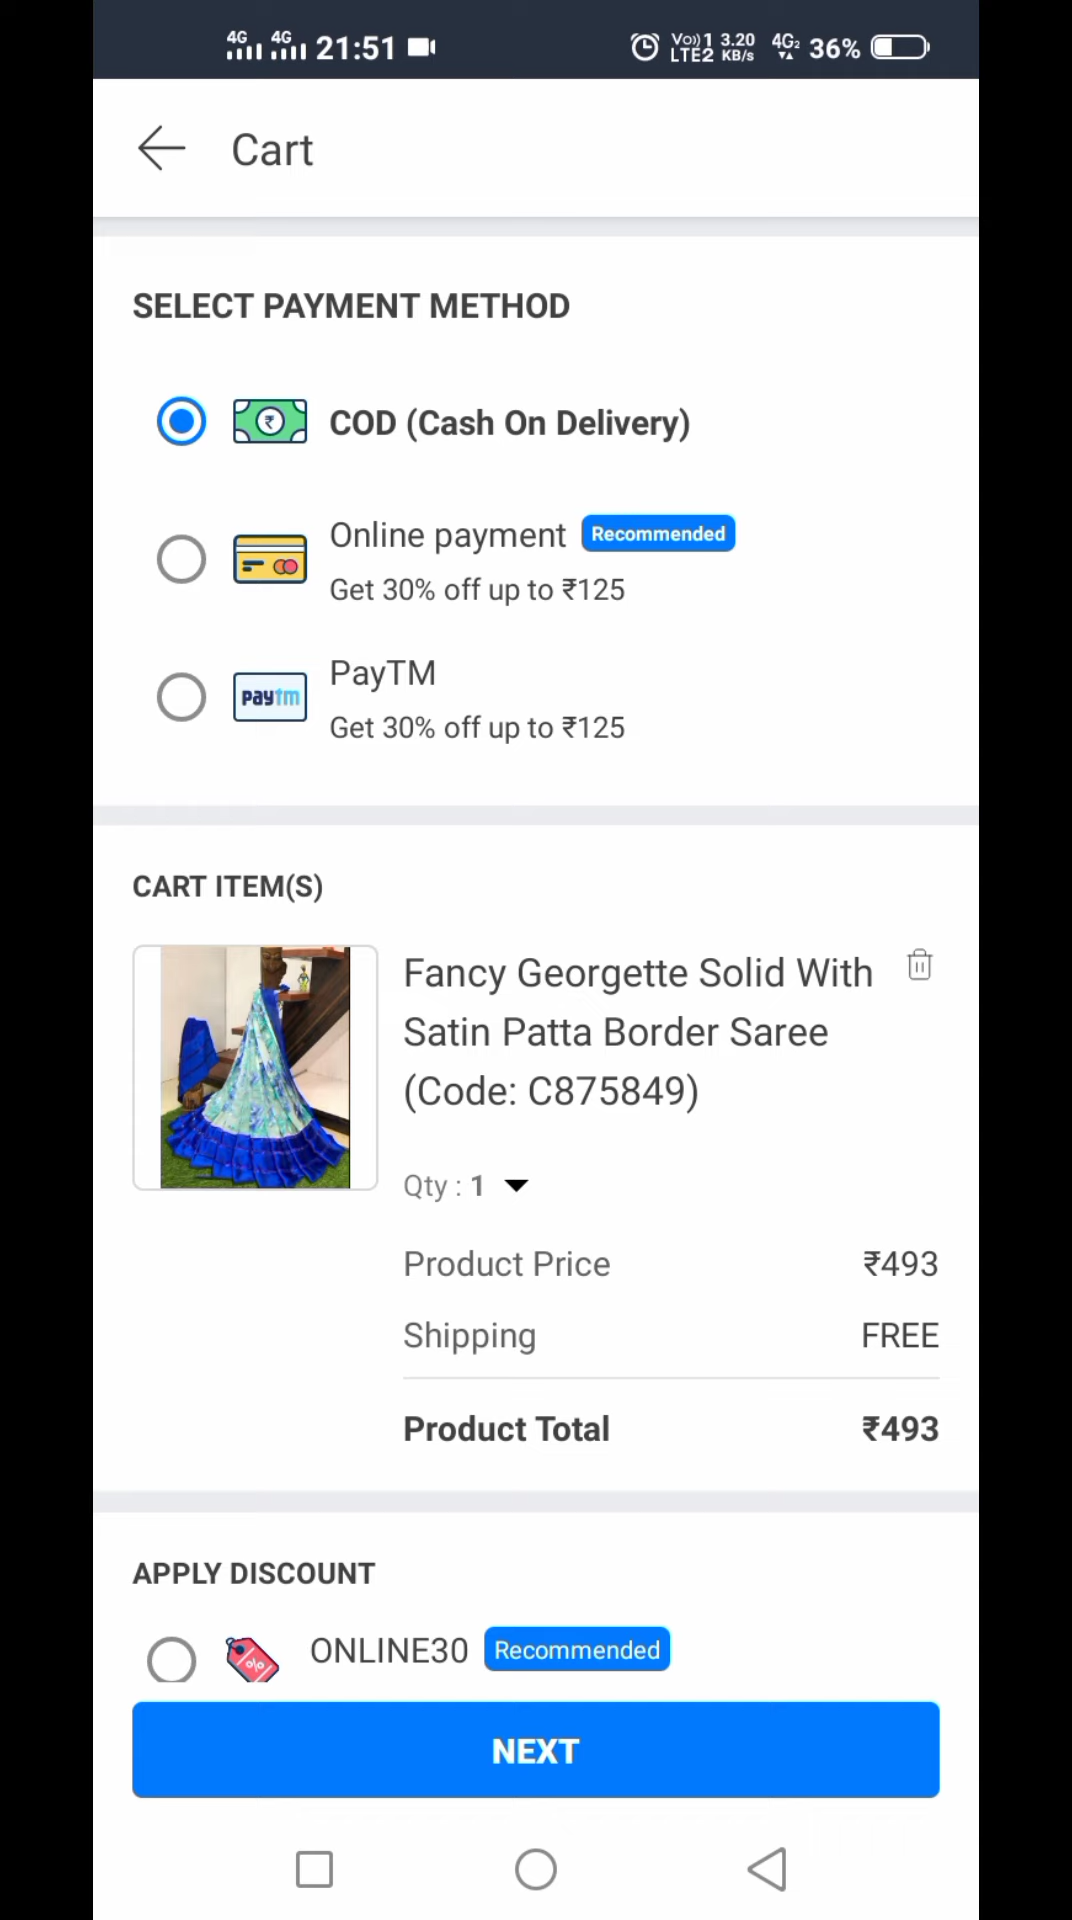 4G 4G 21:51 Vo)) 1 LTE2 3.20 KB/s 4G2 36%
Cart
SELECT PAYMENT METHOD
COD (Cash On Delivery)
Online payment Recommended
Get 30% off up to ₹125
PayTM
paytm
Get 30% off up to ₹125
CART ITEM(S)
Fancy Georgette Solid With
Satin Patta Border Saree
(Code: C875849)
Qty : 1
Product Price ₹493
Shipping FREE
Product Total ₹493
APPLY DISCOUNT
% ONLINE30 Recommended
NEXT